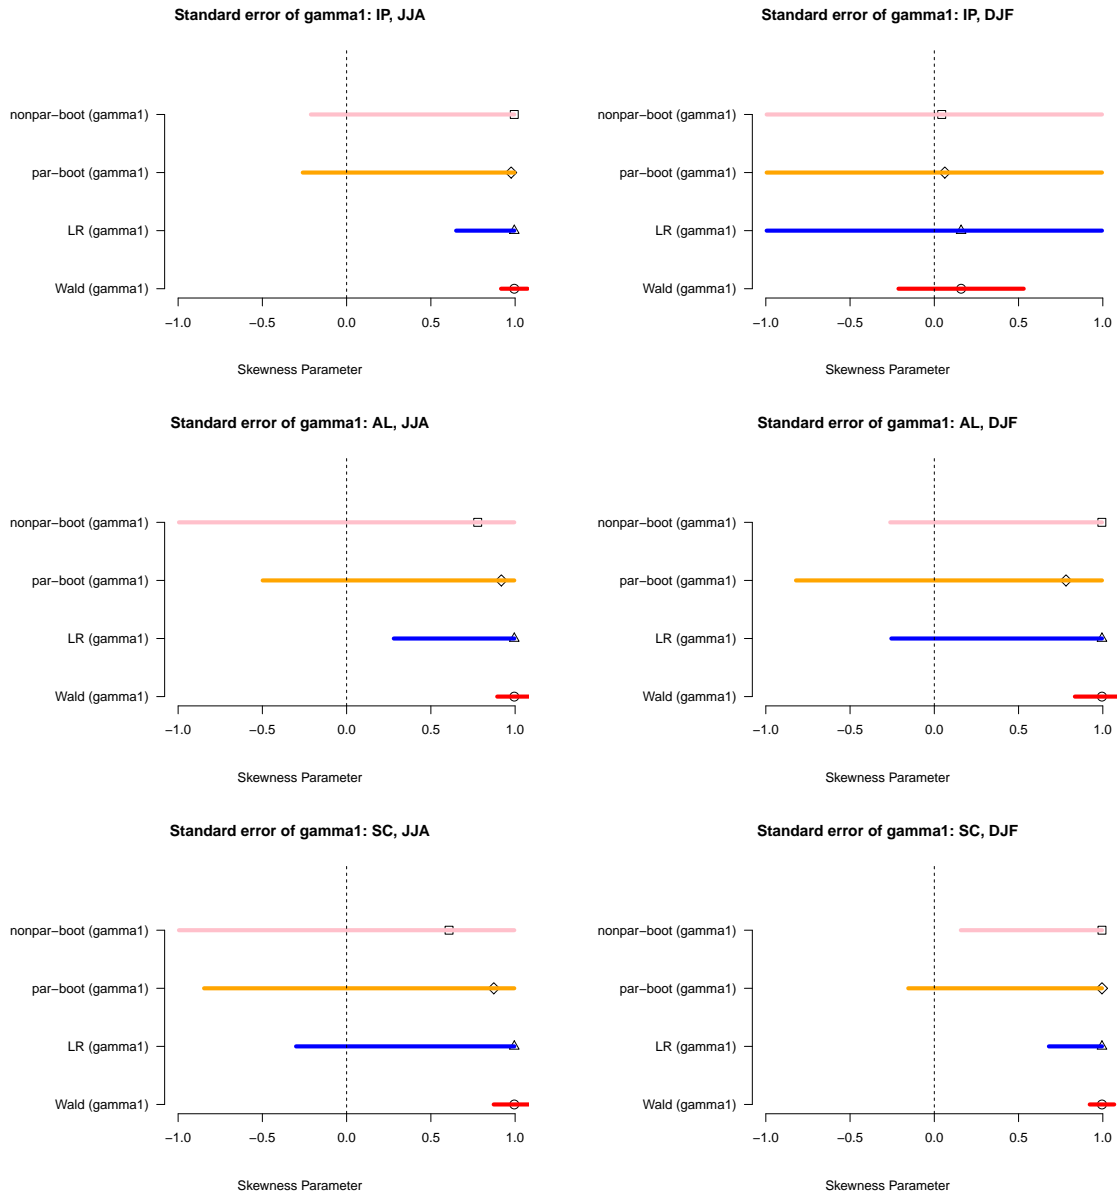 Standard error of gamma1: IP, JJA
nonpar−boot (gamma1)
par−boot (gamma1)
LR (gamma1)
Wald (gamma1)
−1.0 −0.5 0.0 0.5 1.0
Skewness Parameter
Standard error of gamma1: IP, DJF
nonpar−boot (gamma1)
par−boot (gamma1)
LR (gamma1)
Wald (gamma1)
−1.0 −0.5 0.0 0.5 1.0
Skewness Parameter
Standard error of gamma1: AL, JJA
nonpar−boot (gamma1)
par−boot (gamma1)
LR (gamma1)
Wald (gamma1)
−1.0 −0.5 0.0 0.5 1.0
Skewness Parameter
Standard error of gamma1: AL, DJF
nonpar−boot (gamma1)
par−boot (gamma1)
LR (gamma1)
Wald (gamma1)
−1.0 −0.5 0.0 0.5 1.0
Skewness Parameter
Standard error of gamma1: SC, JJA
nonpar−boot (gamma1)
par−boot (gamma1)
LR (gamma1)
Wald (gamma1)
−1.0 −0.5 0.0 0.5 1.0
Skewness Parameter
Standard error of gamma1: SC, DJF
nonpar−boot (gamma1)
par−boot (gamma1)
LR (gamma1)
Wald (gamma1)
−1.0 −0.5 0.0 0.5 1.0
Skewness Parameter